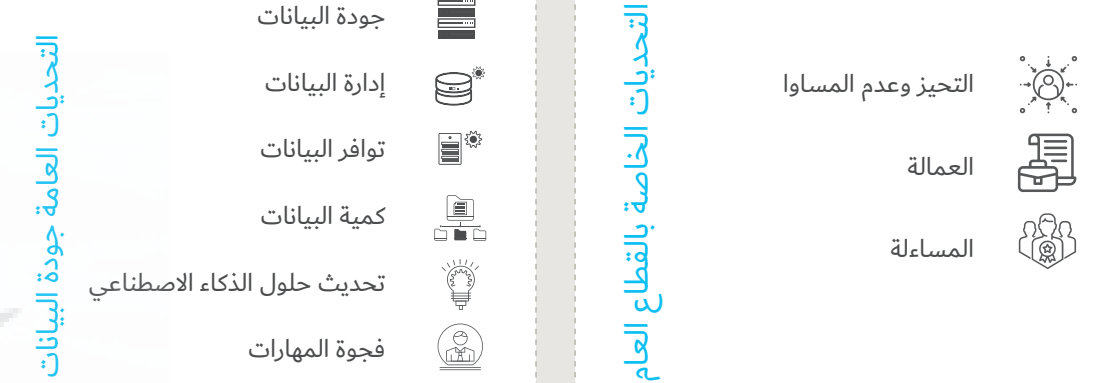 التحديات الخاصة بالقطاع العام
التحيز وعدم المساوا
العمالة
المساءلة
التحديات العامة جودة البيانات
جودة البيانات
إدارة البيانات
توافر البيانات
كمية البيانات
تحديث حلول الذكاء الاصطناعي
فجوة المهارات